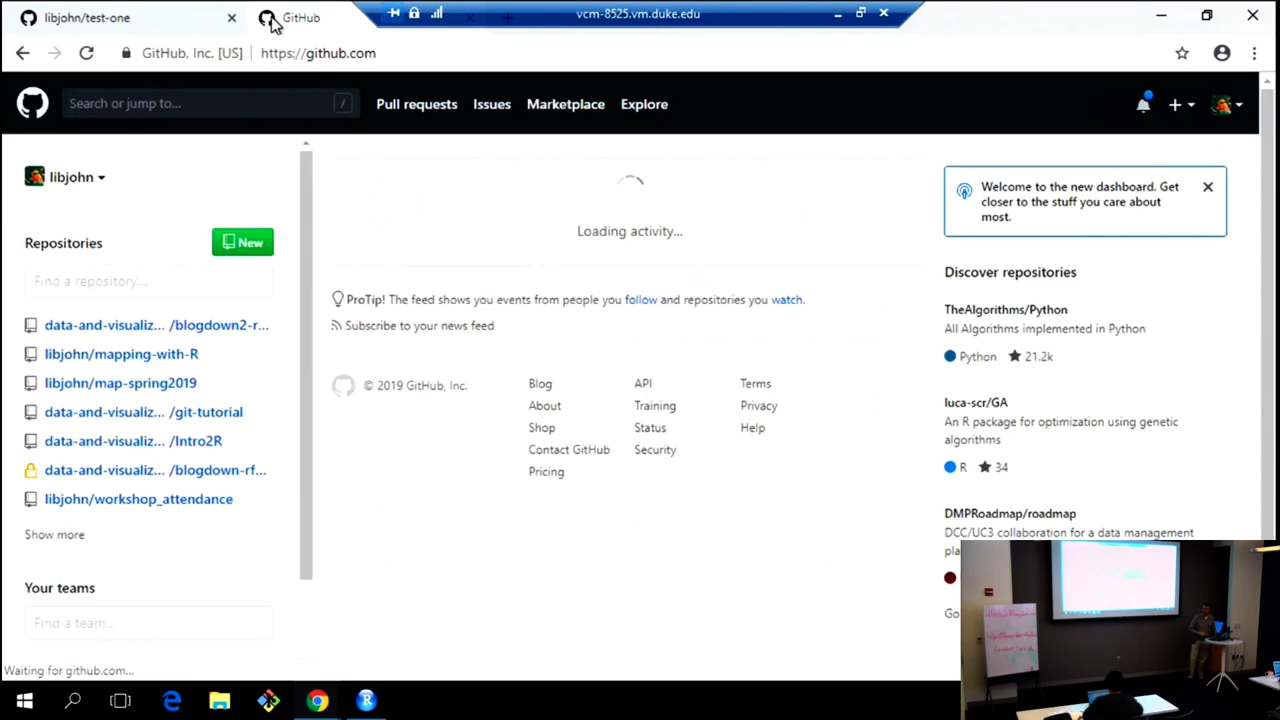 libjohn/test-one
GitHub
vcm-8525.vm.duke.edu
GitHub, Inc. [US]
https://github.com
Search or jump to...
/
Pull requests
Issues
Marketplace
Explore
libjohn
Repositories
New
Find a repository...
data-and-visualiz... /blogdown2-r...
libjohn/mapping-with-R
libjohn/map-spring2019
data-and-visualiz... /git-tutorial
data-and-visualiz... /Intro2R
data-and-visualiz... /blogdown-rf...
libjohn/workshop_attendance
Show more
Your teams
Find a team...
Waiting for github.com...
Loading activity...
ProTip! The feed shows you events from people you follow and repositories you watch.
Subscribe to your news feed
© 2019 GitHub, Inc.
Blog
About
Shop
Contact GitHub
Pricing
API
Training
Status
Security
Terms
Privacy
Help
Welcome to the new dashboard. Get
closer to the stuff you care about
most.
Discover repositories
TheAlgorithms/Python
All Algorithms implemented in Python
Python 21.2k
luca-scr/GA
An R package for optimization using genetic
algorithms
R 34
DMPRoadmap/roadmap
DCC/UC3 collaboration for a data management